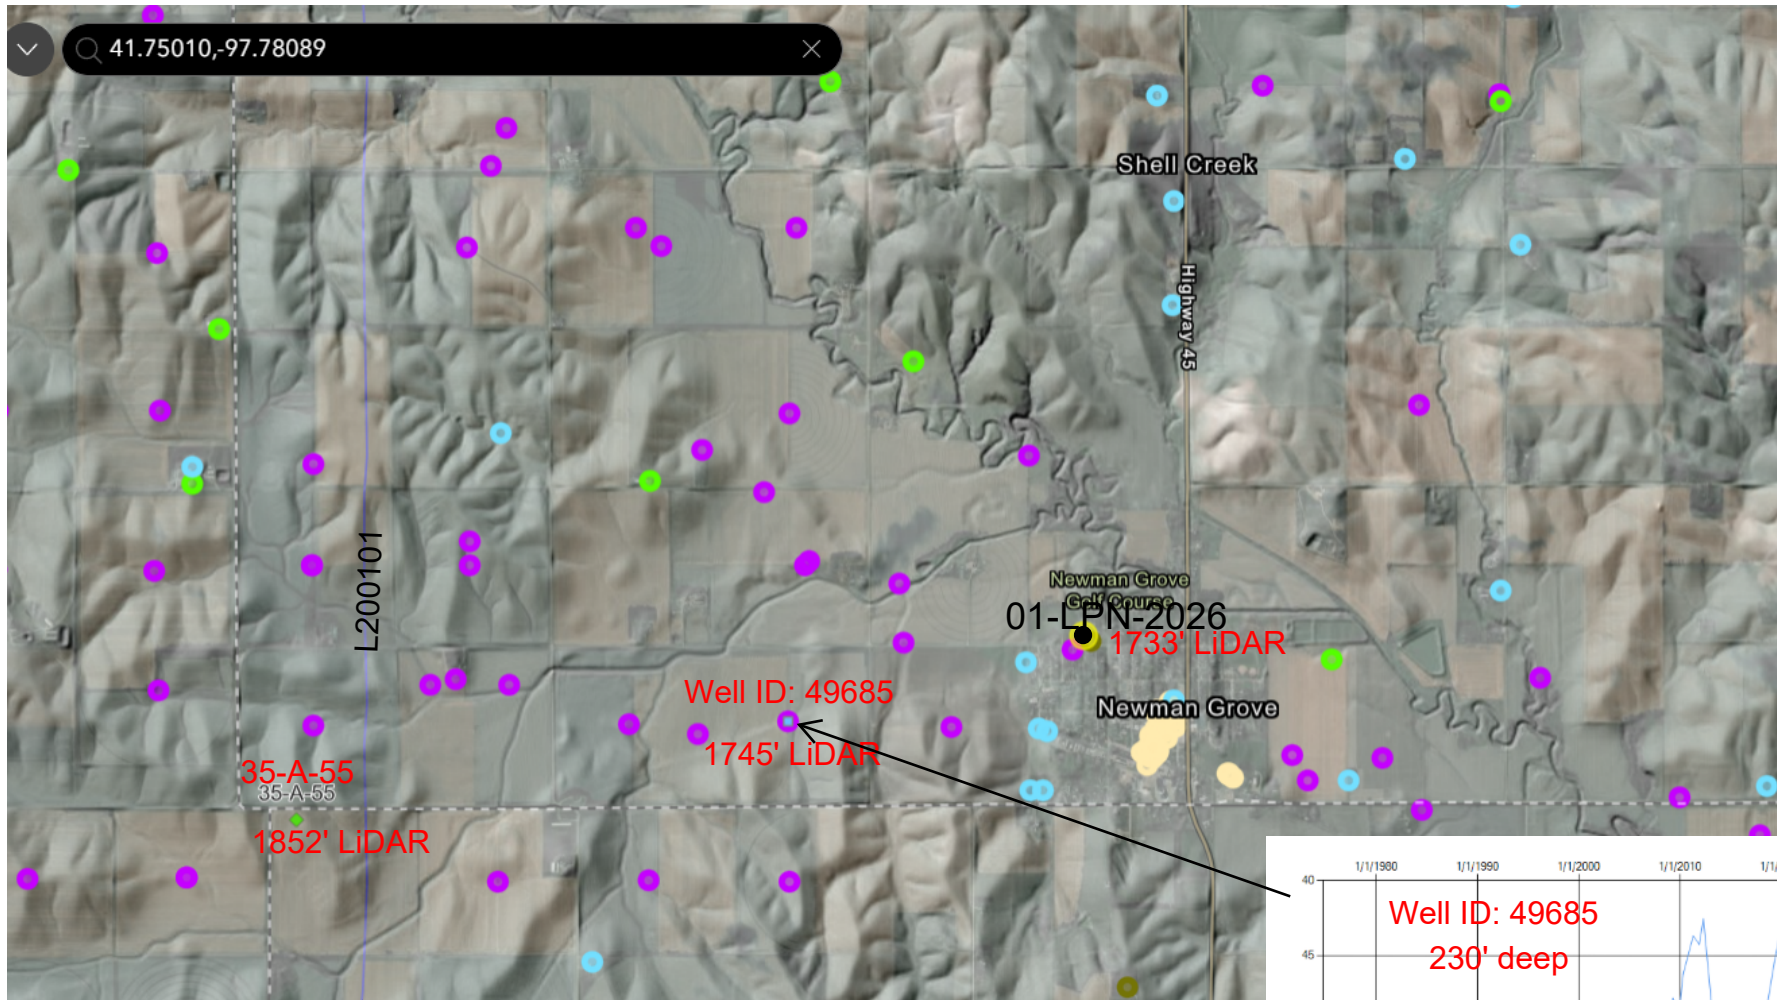 41.75010,-97.78089
Shell Creek
Highway 45
L200101
Newman Grove
Golf Course
01-LPN-2026
1733' LiDAR
Well ID: 49685
Newman Grove
1745' LiDAR
35-A-55
35-A-55
1852' LiDAR
1/1/1980
1/1/1990
1/1/2000
1/1/2010
1/1/
40
Well ID: 49685
45
230' deep